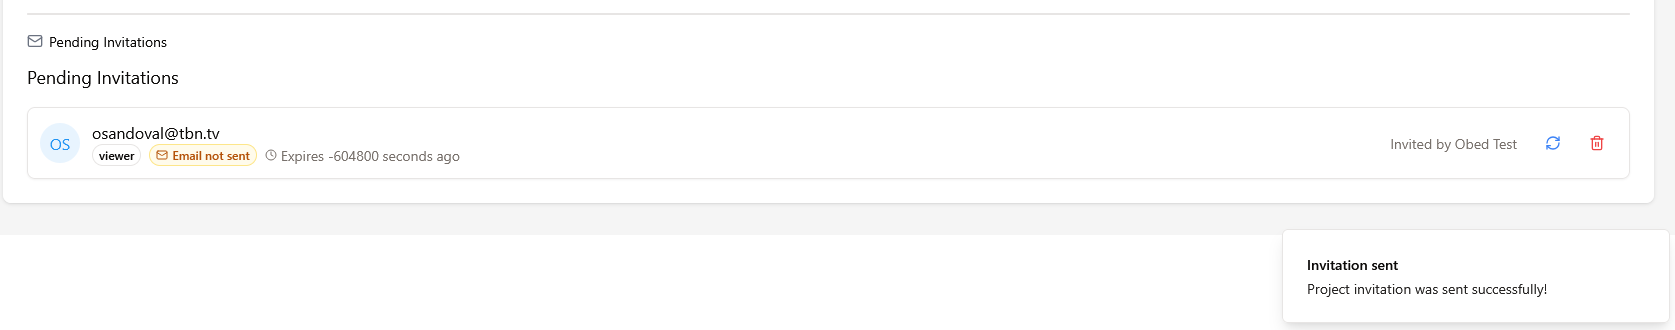 Pending Invitations
Pending Invitations
OS
osandoval@tbn.tv
viewer Email not sent Expires -604800 seconds ago
Invited by Obed Test
Invitation sent
Project invitation was sent successfully!